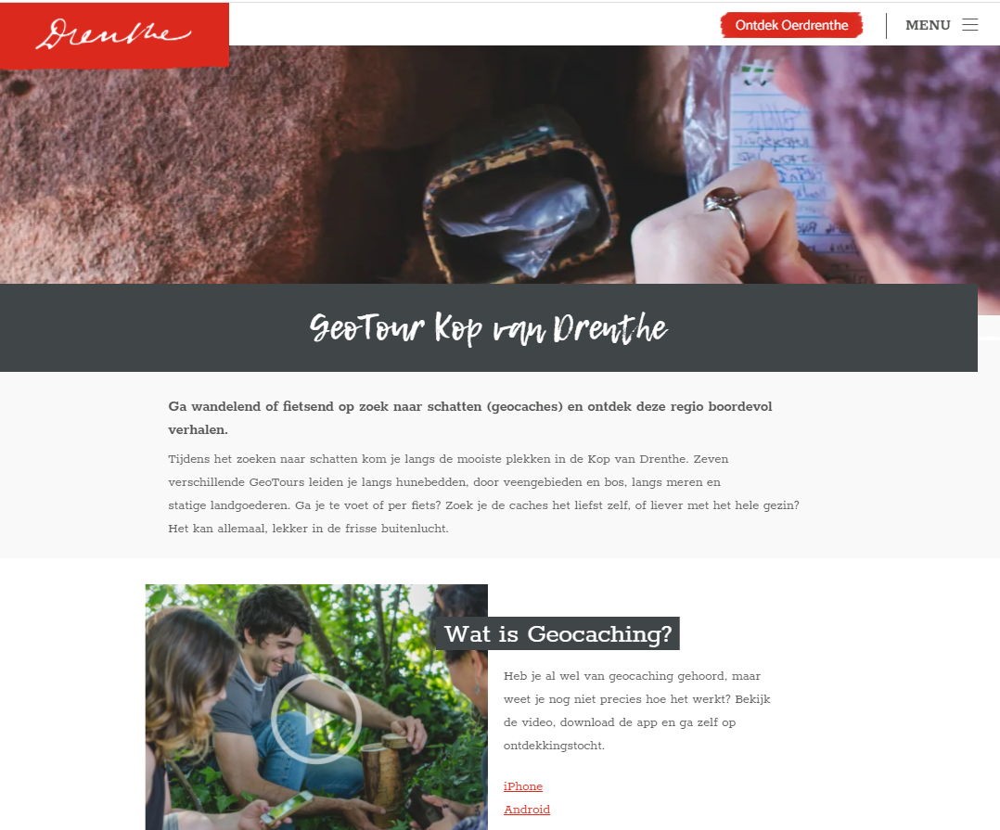 Drenthe
Ontdek Oerdrenthe
MENU
GeoTour Kop van Drenthe
Ga wandelend of fietsend op zoek naar schatten (geocaches) en ontdek deze regio boordevol
verhalen.
Tijdens het zoeken naar schatten kom je langs de mooiste plekken in de Kop van Drenthe. Zeven
verschillende GeoTours leiden je langs hunebedden, door veengebieden en bos, langs meren en
statige landgoederen. Ga je te voet of per fiets? Zoek je de caches het liefst zelf, of liever met het hele gezin?
Het kan allemaal, lekker in de frisse buitenlucht.
Wat is Geocaching?
Heb je al wel van geocaching gehoord, maar
weet je nog niet precies hoe het werkt? Bekijk
de video, download de app en ga zelf op
ontdekkingstocht.
iPhone
Android